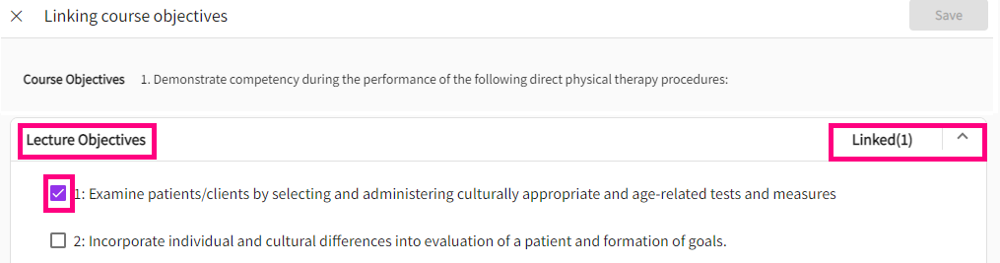 Linking course objectives
Save
Course Objectives 1. Demonstrate competency during the performance of the following direct physical therapy procedures:
Lecture Objectives
Linked(1)
1: Examine patients/clients by selecting and administering culturally appropriate and age-related tests and measures
2: Incorporate individual and cultural differences into evaluation of a patient and formation of goals.